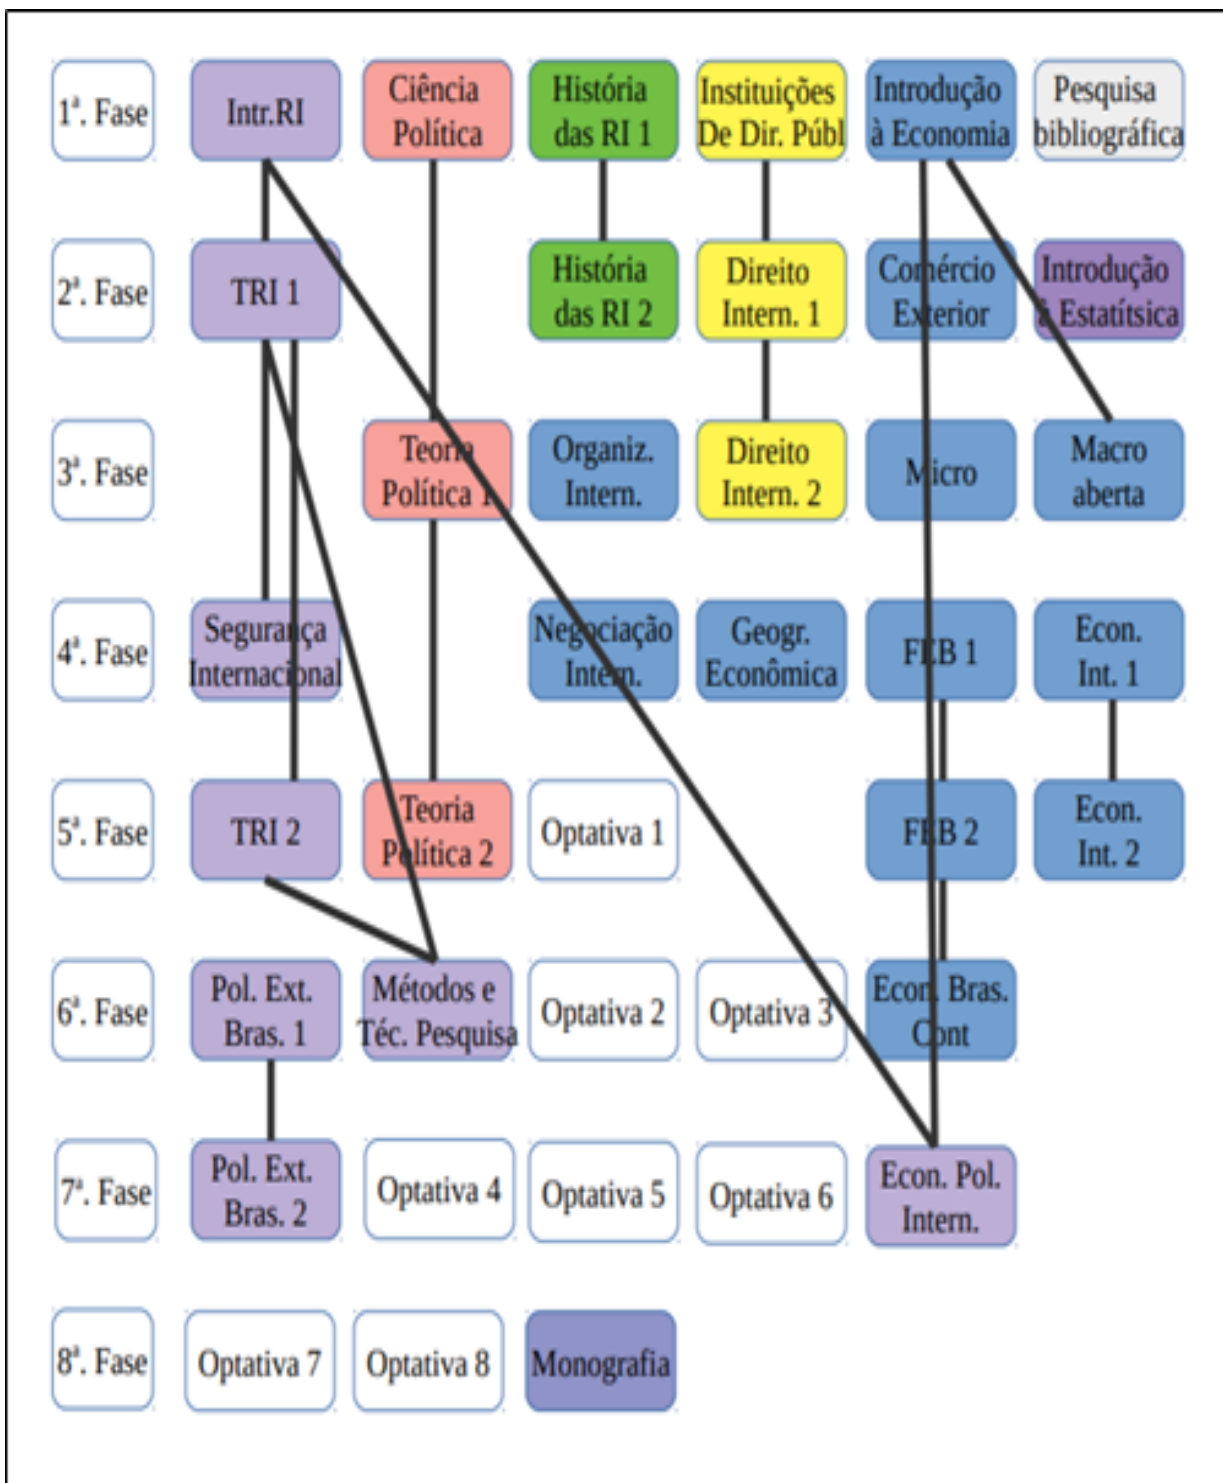 1ª. Fase
Intr.RI
Ciência
Política
História
das RI 1
Instituições
De Dir. Públ
Introdução
à Economia
Pesquisa
bibliográfica
2ª. Fase
TRI 1
História
das RI 2
Direito
Intern. 1
Comércio
Exterior
Introdução
à Estatítsica
3ª. Fase
Teoria
Política 1
Organiz.
Intern.
Direito
Intern. 2
Micro
Macro
aberta
4ª. Fase
Segurança
Internacional
Negociação
Intern.
Geogr.
Econômica
FEB 1
Econ.
Int. 1
5ª. Fase
TRI 2
Teoria
Política 2
Optativa 1
FEB 2
Econ.
Int. 2
6ª. Fase
Pol. Ext.
Bras. 1
Métodos e
Téc. Pesquisa
Optativa 2
Optativa 3
Econ. Bras.
Cont
7ª. Fase
Pol. Ext.
Bras. 2
Optativa 4
Optativa 5
Optativa 6
Econ. Pol.
Intern.
8ª. Fase
Optativa 7
Optativa 8
Monografia